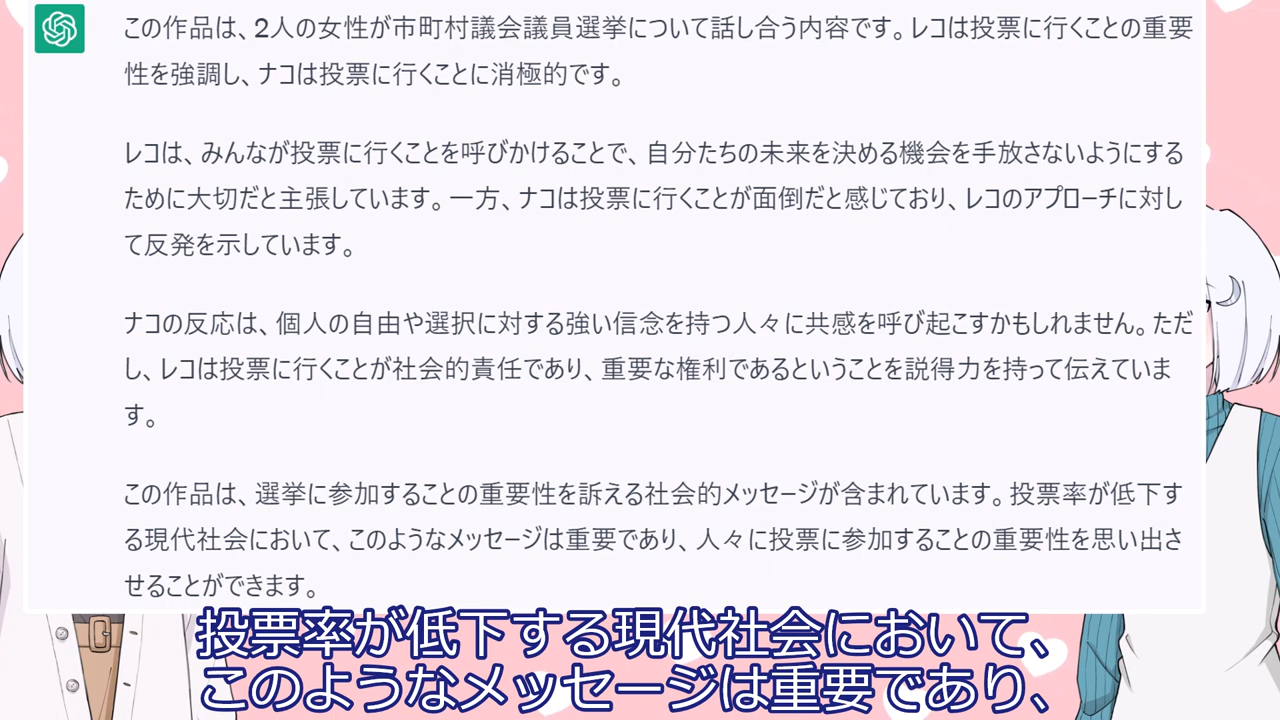 この作品は、2人の女性が市町村議会議員選挙について話し合う内容です。レコは投票に行くことの重要
性を強調し、ナコは投票に行くことに消極的です。
レコは、みんなが投票に行くことを呼びかけることで、自分たちの未来を決める機会を手放さないようにする
ために大切だと主張しています。一方、ナコは投票に行くことが面倒だと感じており、レコのアプローチに対し
て反発を示しています。
ナコの反応は、個人の自由や選択に対する強い信念を持つ人々に共感を呼び起こすかもしれません。ただ
し、レコは投票に行くことが社会的責任であり、重要な権利であるということを説得力を持って伝えていま
す。
この作品は、選挙に参加することの重要性を訴える社会的メッセージが含まれています。投票率が低下す
る現代社会において、このようなメッセージは重要であり、人々に投票に参加することの重要性を思い出さ
せることができます。
投票率が低下する現代社会において、
このようなメッセージは重要であり、